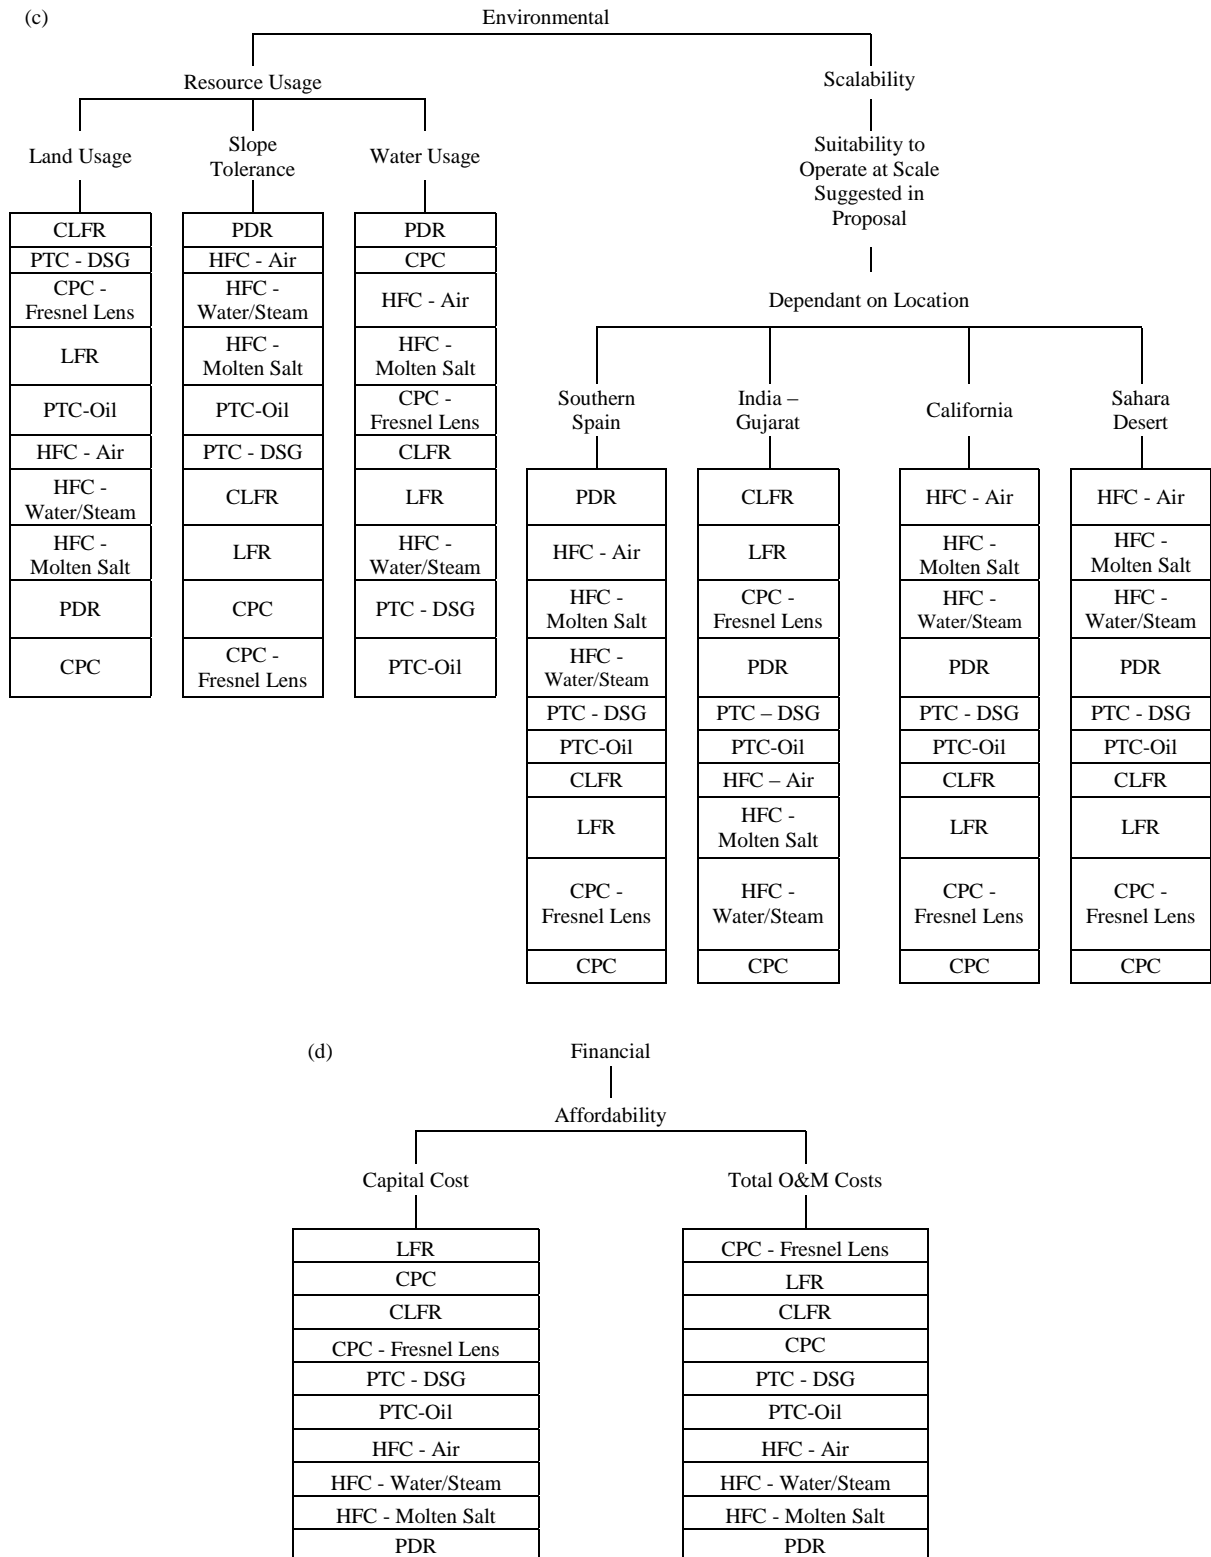 (c)
Environmental
Resource Usage
Scalability
Land Usage
Slope
Tolerance
Water Usage
Suitability to
Operate at Scale
Suggested in
Proposal
CLFR
PTC - DSG
CPC -
Fresnel Lens
LFR
PTC-Oil
HFC - Air
HFC -
Water/Steam
HFC -
Molten Salt
PDR
CPC
PDR
HFC - Air
HFC -
Water/Steam
HFC -
Molten Salt
PTC-Oil
PTC - DSG
CLFR
LFR
CPC
CPC -
Fresnel Lens
PDR
CPC
HFC - Air
HFC -
Molten Salt
CPC -
Fresnel Lens
CLFR
LFR
HFC -
Water/Steam
PTC - DSG
PTC-Oil
Dependant on Location
Southern
Spain
India –
Gujarat
California
Sahara
Desert
PDR
HFC - Air
HFC -
Molten Salt
HFC -
Water/Steam
PTC - DSG
PTC-Oil
CLFR
LFR
CPC -
Fresnel Lens
CPC
CLFR
LFR
CPC -
Fresnel Lens
PDR
PTC – DSG
PTC-Oil
HFC – Air
HFC -
Molten Salt
HFC -
Water/Steam
CPC
HFC - Air
HFC -
Molten Salt
HFC -
Water/Steam
PDR
PTC - DSG
PTC-Oil
CLFR
LFR
CPC -
Fresnel Lens
CPC
HFC - Air
HFC -
Molten Salt
HFC -
Water/Steam
PDR
PTC - DSG
PTC-Oil
CLFR
LFR
CPC -
Fresnel Lens
CPC
(d)
Financial
Affordability
Capital Cost
Total O&M Costs
LFR
CPC
CLFR
CPC - Fresnel Lens
PTC - DSG
PTC-Oil
HFC - Air
HFC - Water/Steam
HFC - Molten Salt
PDR
CPC - Fresnel Lens
LFR
CLFR
CPC
PTC - DSG
PTC-Oil
HFC - Air
HFC - Water/Steam
HFC - Molten Salt
PDR